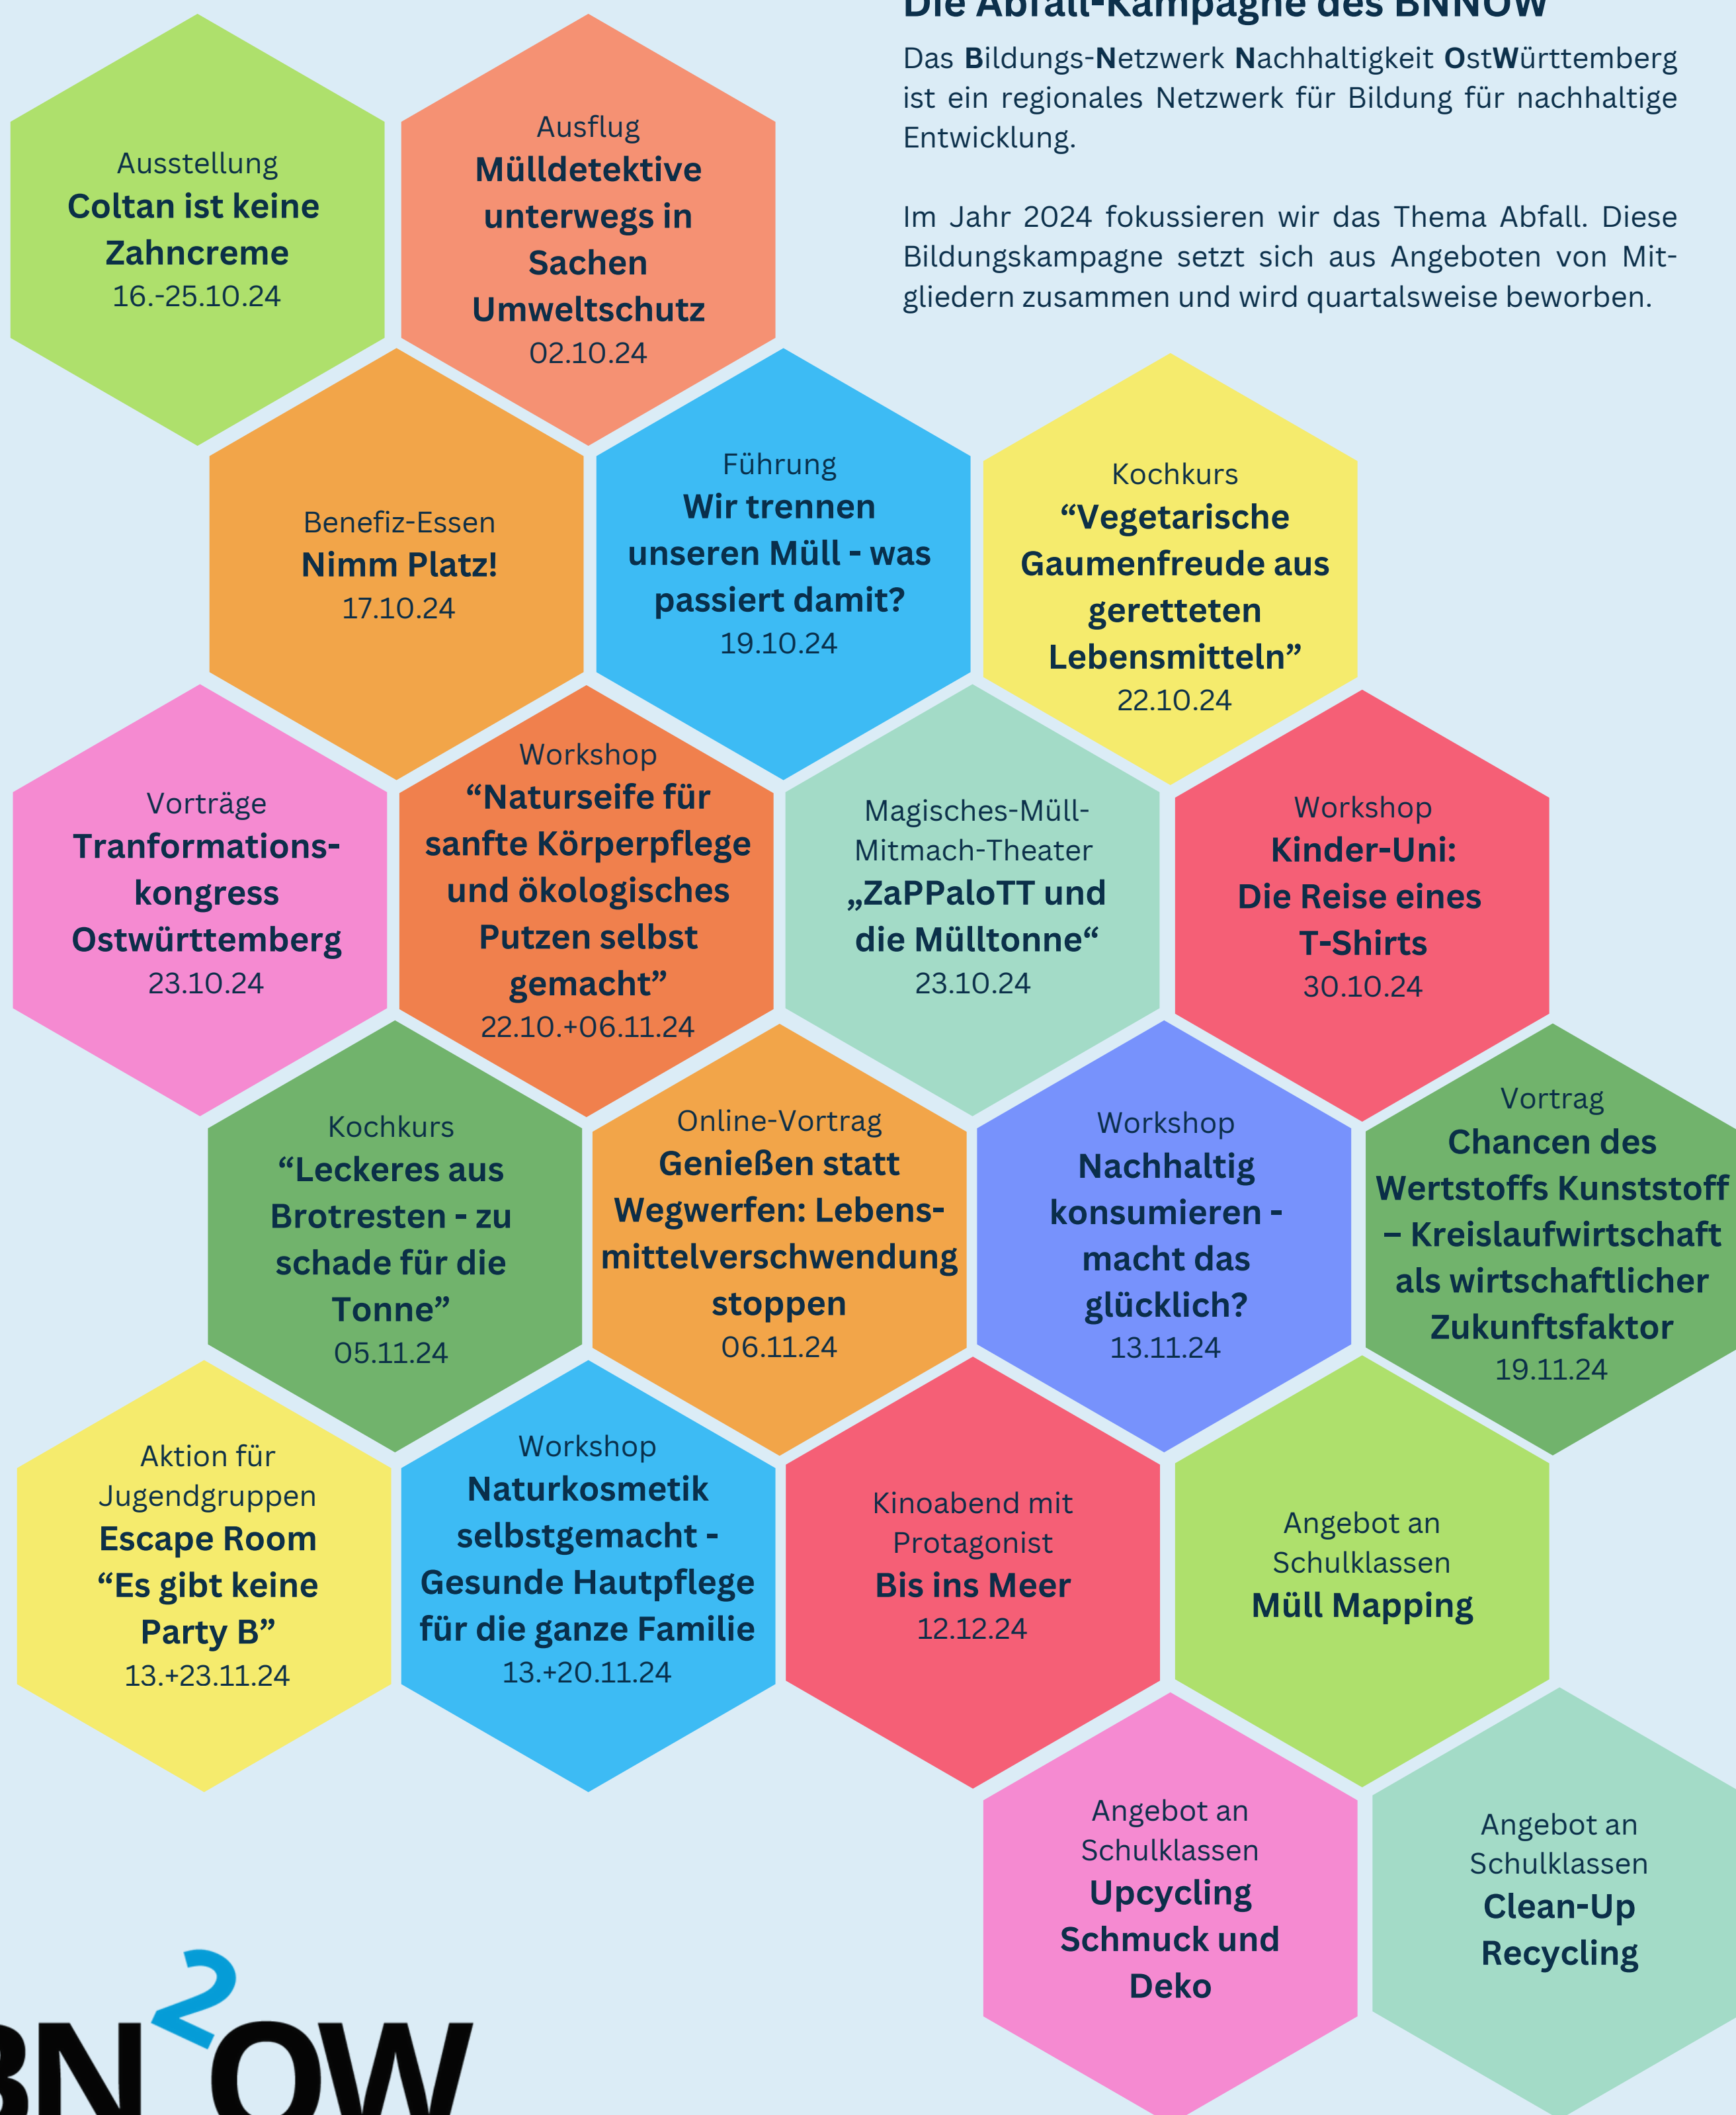 Die Abfall-Kampagne des BNNOW
Das Bildungs-Netzwerk Nachhaltigkeit OstWürttemberg
ist ein regionales Netzwerk für Bildung für nachhaltige
Entwicklung.
Im Jahr 2024 fokussieren wir das Thema Abfall. Diese
Bildungskampagne setzt sich aus Angeboten von Mit-
gliedern zusammen und wird quartalsweise beworben.
Ausstellung
Coltan ist keine
Zahncreme
16.-25.10.24
Ausflug
Mülldetektive
unterwegs in
Sachen
Umweltschutz
02.10.24
Benefiz-Essen
Nimm Platz!
17.10.24
Führung
Wir trennen
unseren Müll - was
passiert damit?
19.10.24
Kochkurs
“Vegetarische
Gaumenfreude aus
geretteten
Lebensmitteln”
22.10.24
Vorträge
Tranformations-
kongress
Ostwürttemberg
23.10.24
Workshop
“Naturseife für
sanfte Körperpflege
und ökologisches
Putzen selbst
gemacht”
22.10.+06.11.24
Magisches-Müll-
Mitmach-Theater
„ZaPPaloTT und
die Mülltonne“
23.10.24
Workshop
Kinder-Uni:
Die Reise eines
T-Shirts
30.10.24
Kochkurs
“Leckeres aus
Brotresten - zu
schade für die
Tonne”
05.11.24
Online-Vortrag
Genießen statt
Wegwerfen: Lebens-
mittelverschwendung
stoppen
06.11.24
Workshop
Nachhaltig
konsumieren -
macht das
glücklich?
13.11.24
Vortrag
Chancen des
Wertstoffs Kunststoff
– Kreislaufwirtschaft
als wirtschaftlicher
Zukunftsfaktor
19.11.24
Aktion für
Jugendgruppen
Escape Room
“Es gibt keine
Party B”
13.+23.11.24
Workshop
Naturkosmetik
selbstgemacht -
Gesunde Hautpflege
für die ganze Familie
13.+20.11.24
Kinoabend mit
Protagonist
Bis ins Meer
12.12.24
Angebot an
Schulklassen
Müll Mapping
Angebot an
Schulklassen
Upcycling
Schmuck und
Deko
Angebot an
Schulklassen
Clean-Up
Recycling
BN2OW